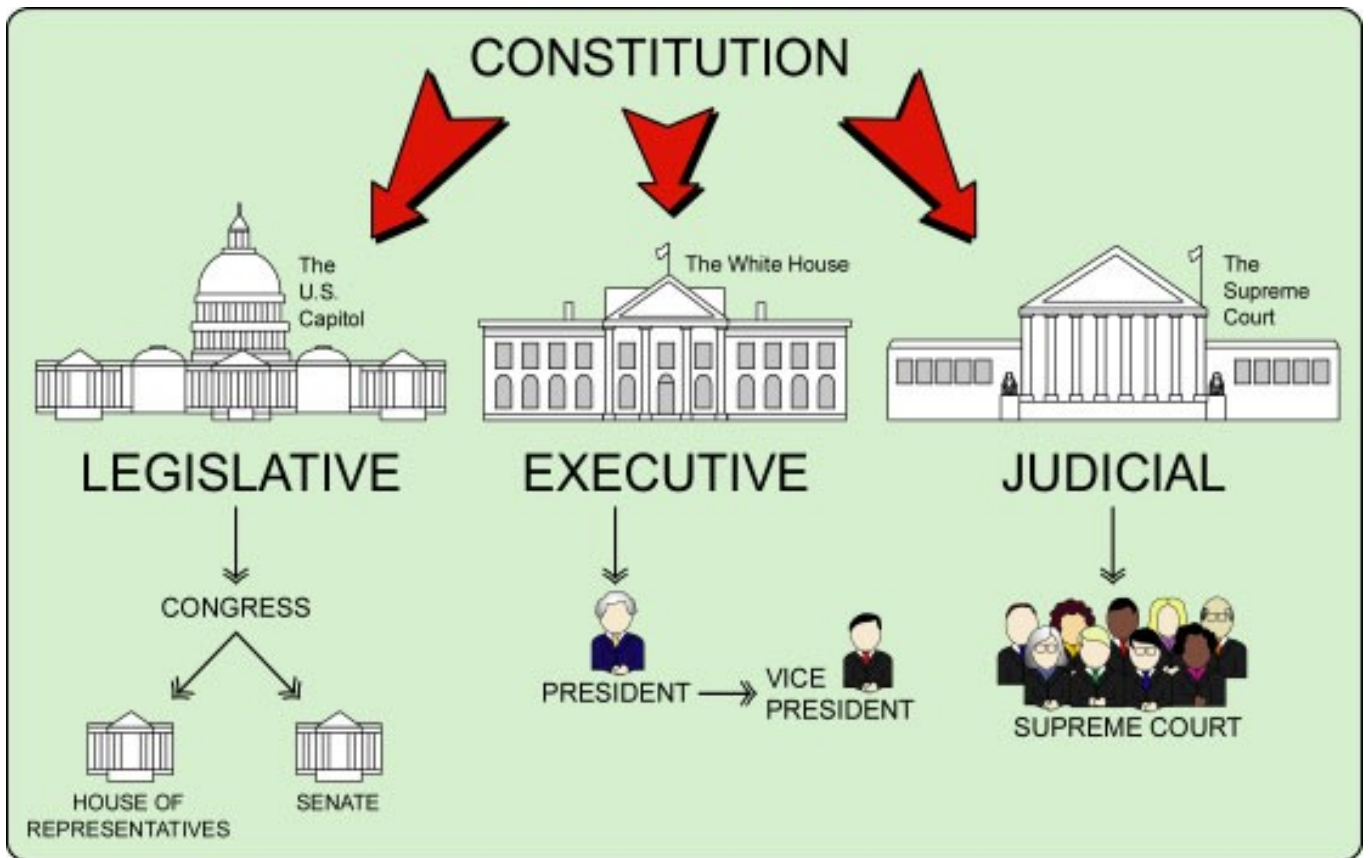 CONSTITUTION
The
U.S.
Capitol
The White House
The
Supreme
Court
LEGISLATIVE
EXECUTIVE
JUDICIAL
CONGRESS
PRESIDENT
VICE
PRESIDENT
SUPREME COURT
HOUSE OF
REPRESENTATIVES
SENATE